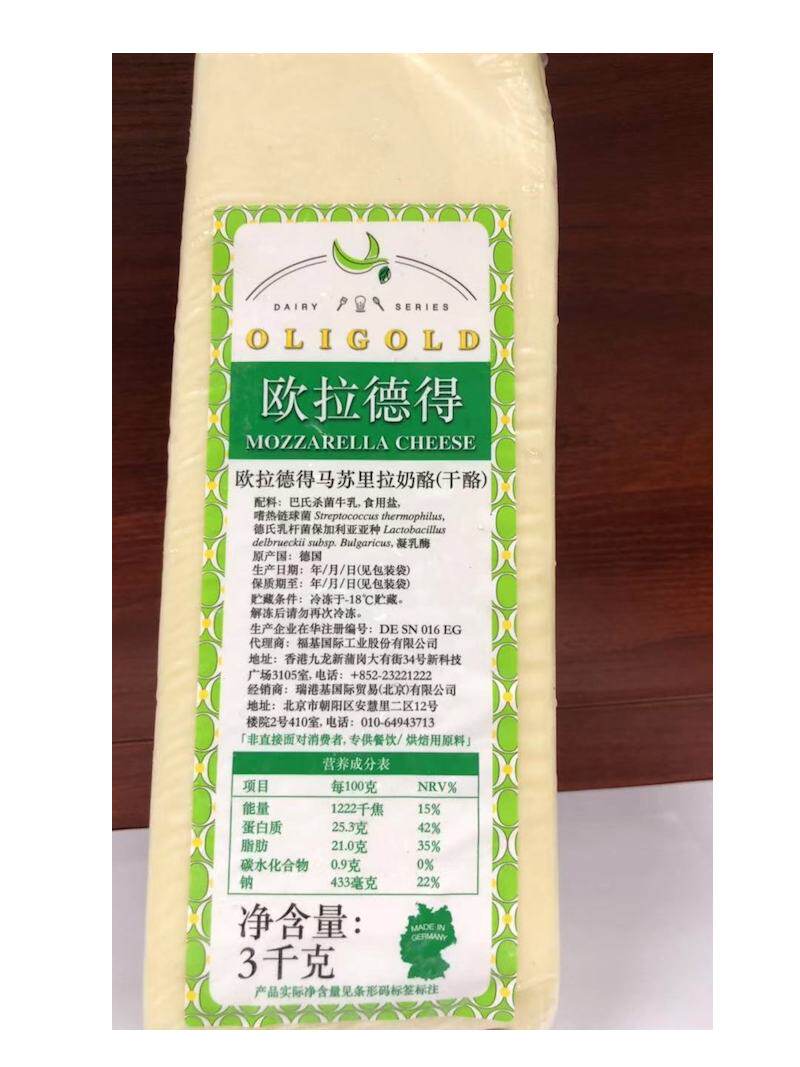 DAIRY SERIES
OLIGOLD
欧拉德得
MOZZARELLA CHEESE
欧拉德得马苏里拉奶酪(干酪)
配料：巴氏杀菌牛乳, 食用盐,
嗜热链球菌 Streptococcus thermophilus,
德氏乳杆菌保加利亚亚种 Lactobacillus
delbrueckii subsp. Bulgaricus, 凝乳酶
原产国：德国
生产日期：年/月/日(见包装袋)
保质期至：年/月/日(见包装袋)
贮藏条件：冷冻于-18℃贮藏。
解冻后请勿再次冷冻。
生产企业在华注册编号：DE SN 016 EG
代理商：福基国际工业股份有限公司
地址：香港九龙新蒲岗大有街34号新科技
广场3105室, 电话：+852-23221222
经销商：瑞港基国际贸易(北京)有限公司
地址：北京市朝阳区安慧里二区12号
楼院2号410室, 电话：010-64943713
「非直接面对消费者, 专供餐饮/ 烘焙用原料」
营养成分表
项目 每100克 NRV%
能量 1222千焦 15%
蛋白质 25.3克 42%
脂肪 21.0克 35%
碳水化合物 0.9克 0%
钠 433毫克 22%
净含量：
3千克
MADE IN
GERMANY
产品实际净含量见条形码标签标注